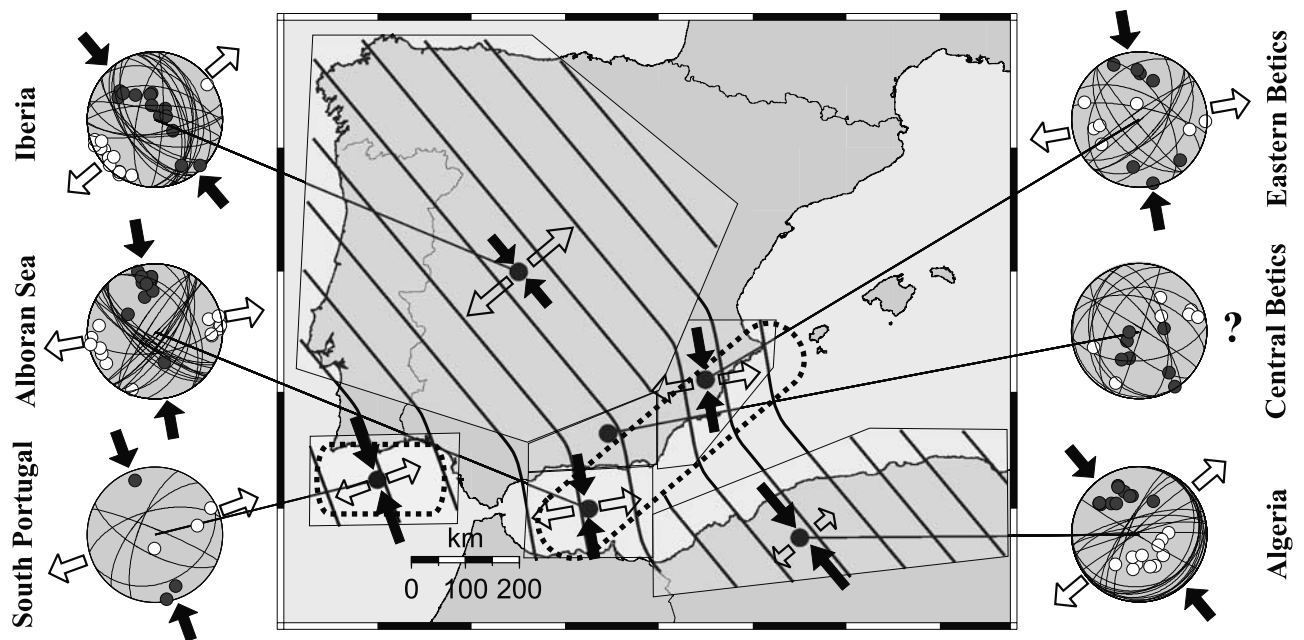 Iberia
Alboran Sea
South Portugal
km
0 100 200
Eastern Betics
Central Betics
?
Algeria